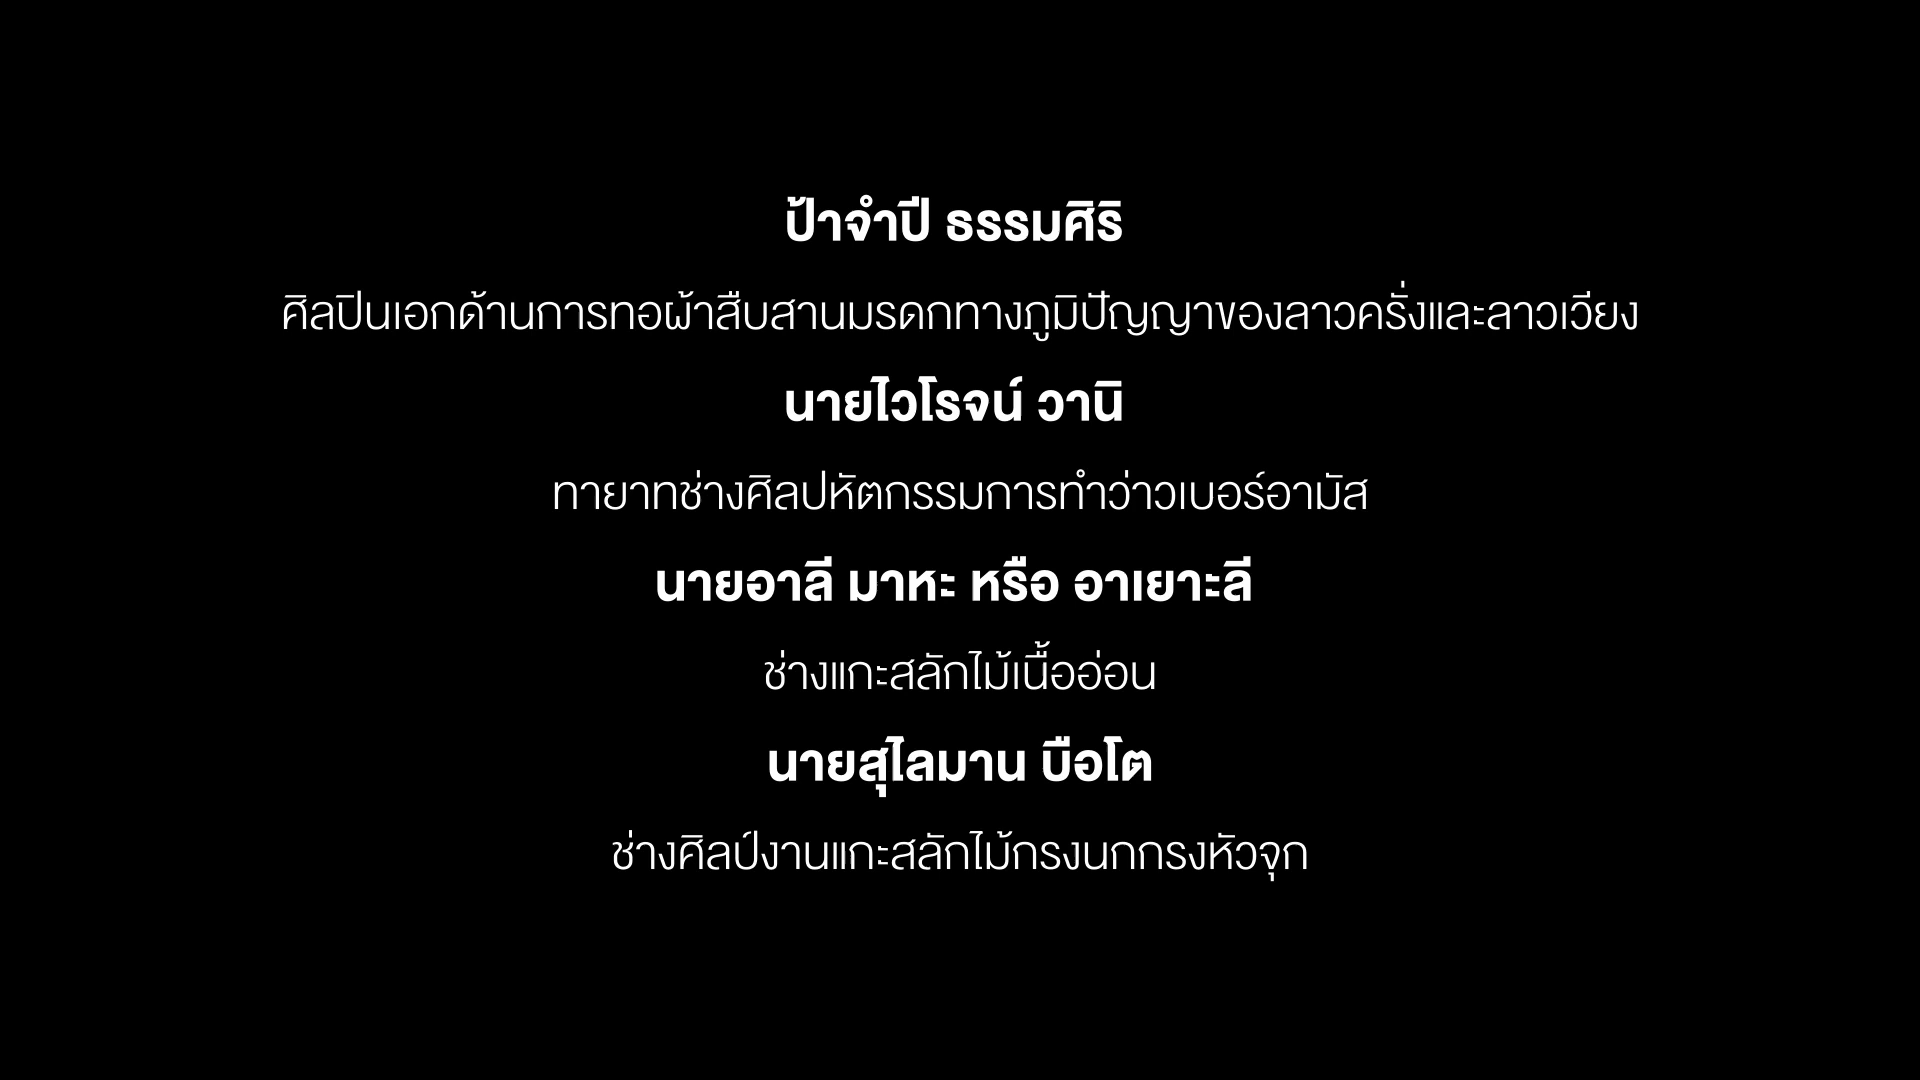 ป้าจำปี ธรรมศิริ
ศิลปินเอกด้านการทอผ้าสืบสานมรดกทางภูมิปัญญาของลาวครั่งและลาวเวียง
นายไวโรจน์ วานิ
ทายาทช่างศิลปหัตกรรมการทำว่าวเบอร์อามัส
นายอาลี มาหะ หรือ อาเยาะลี
ช่างแกะสลักไม้เนื้ออ่อน
นายสุไลมาน บือโต
ช่างศิลป์งานแกะสลักไม้กรงนกกรงหัวจุก